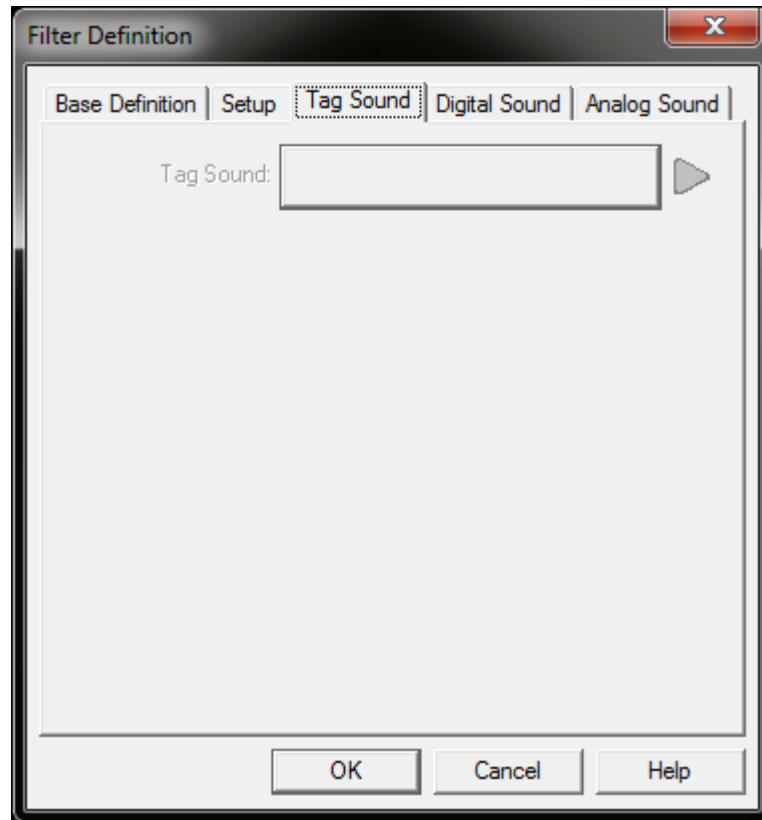 Filter Definition
Base Definition Setup Tag Sound Digital Sound Analog Sound
Tag Sound:
OK Cancel Help